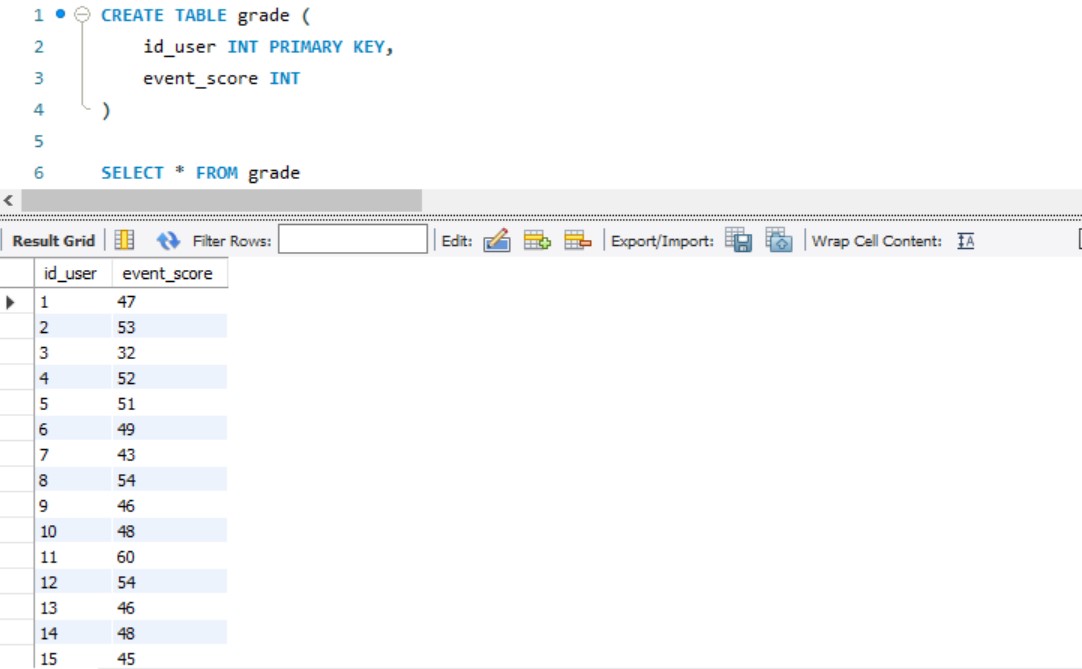 1 CREATE TABLE grade (
2 id_user INT PRIMARY KEY,
3 event_score INT
4 )
5
6 SELECT * FROM grade
Result Grid Filter Rows: Edit: Export/Import: Wrap Cell Content: IA
id_user event_score
1 47
2 53
3 32
4 52
5 51
6 49
7 43
8 54
9 46
10 48
11 60
12 54
13 46
14 48
15 45